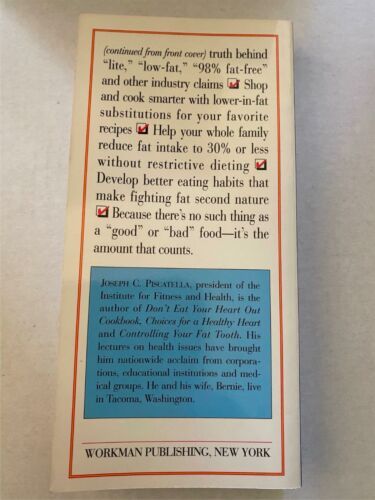 (continued from front cover) truth behind
“lite,” “low-fat,” “98% fat-free”
and other industry claims ☑ Shop
and cook smarter with lower-in-fat
substitutions for your favorite
recipes ☑ Help your whole family
reduce fat intake to 30% or less
without restrictive dieting ☑
Develop better eating habits that
make fighting fat second nature
☑ Because there’s no such thing as
a “good” or “bad” food—it’s the
amount that counts.
JOSEPH C. PISCATELLA, president of the
Institute for Fitness and Health, is the
author of Don’t Eat Your Heart Out
Cookbook, Choices for a Healthy Heart
and Controlling Your Fat Tooth. His
lectures on health issues have brought
him nationwide acclaim from corpora-
tions, educational institutions and med-
ical groups. He and his wife, Bernie, live
in Tacoma, Washington.
WORKMAN PUBLISHING, NEW YORK